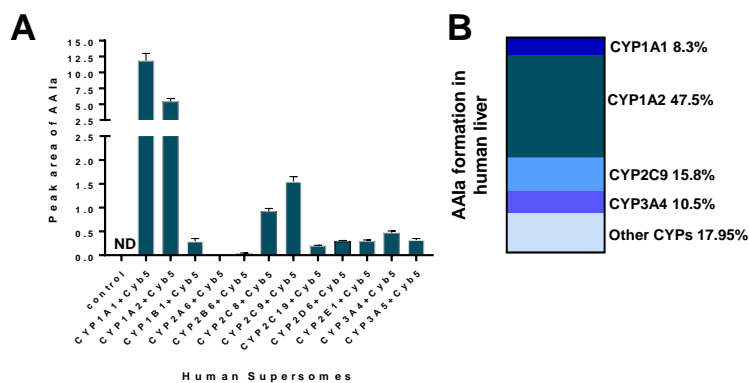 A
Peak area of AAIa
15.0
12.5
10.0
7.5
5.0
2.5
2.5
2.0
1.5
1.0
0.5
0.0
ND
control
CYP1A1+Cyb5
CYP1A2+Cyb5
CYP1B1+Cyb5
CYP2A6+Cyb5
CYP2B6+Cyb5
CYP2C8+Cyb5
CYP2C9+Cyb5
CYP2C19+Cyb5
CYP2D6+Cyb5
CYP2E1+Cyb5
CYP3A4+Cyb5
CYP3A5+Cyb5
Human Supersomes
B
AAIa formation in
human liver
CYP1A1 8.3%
CYP1A2 47.5%
CYP2C9 15.8%
CYP3A4 10.5%
Other CYPs 17.95%